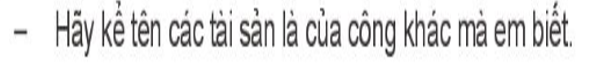 – Hãy kể tên các tài sản là của công khác mà em biết.